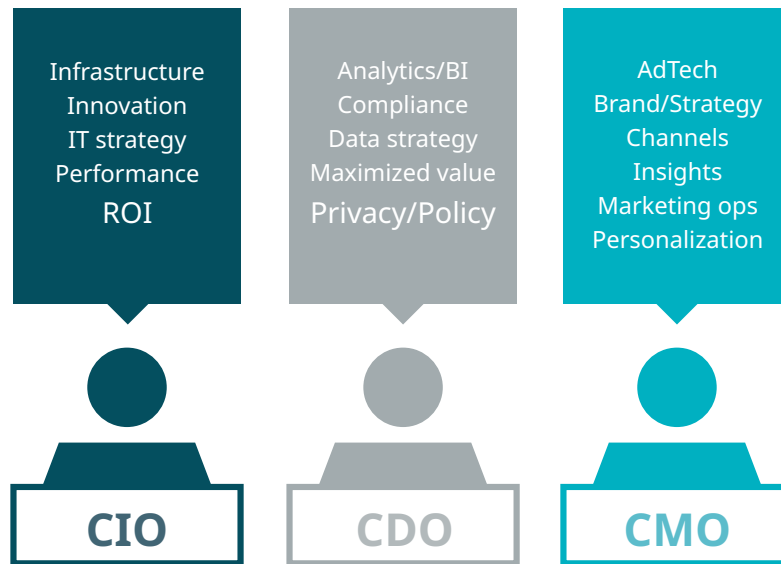 Infrastructure
Innovation
IT strategy
Performance
ROI
CIO
Analytics/BI
Compliance
Data strategy
Maximized value
Privacy/Policy
CDO
AdTech
Brand/Strategy
Channels
Insights
Marketing ops
Personalization
CMO